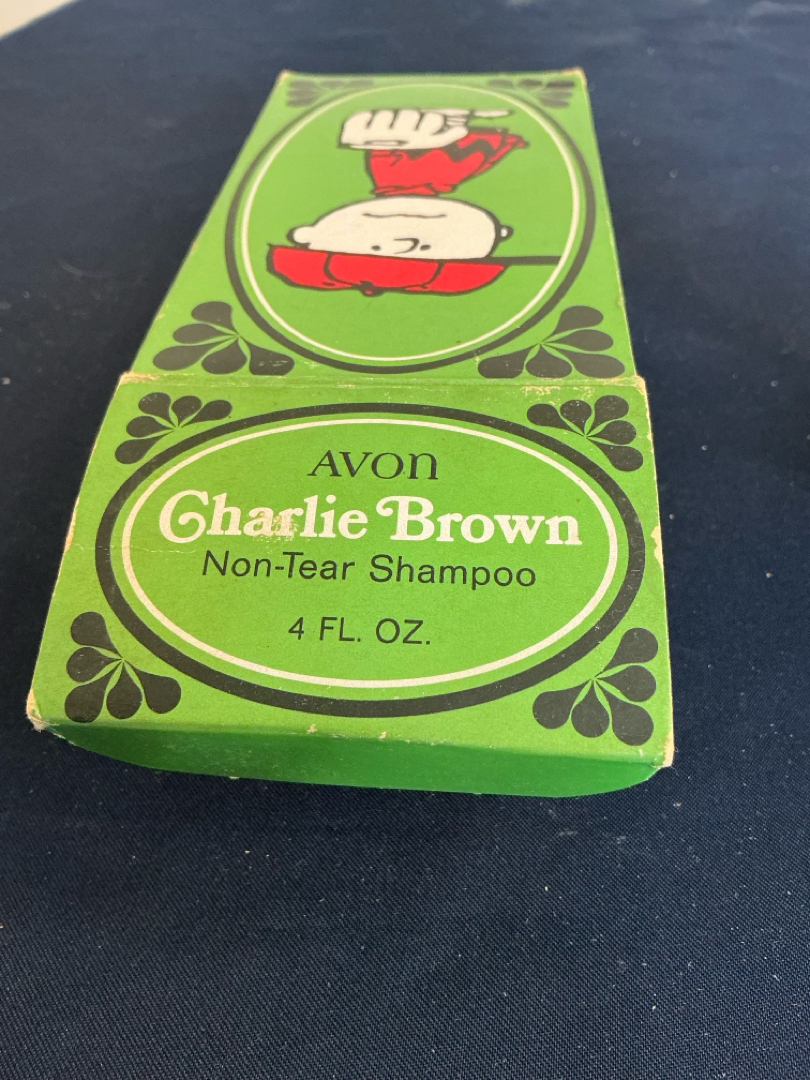 AVON
Charlie Brown
Non-Tear Shampoo
4 FL. OZ.